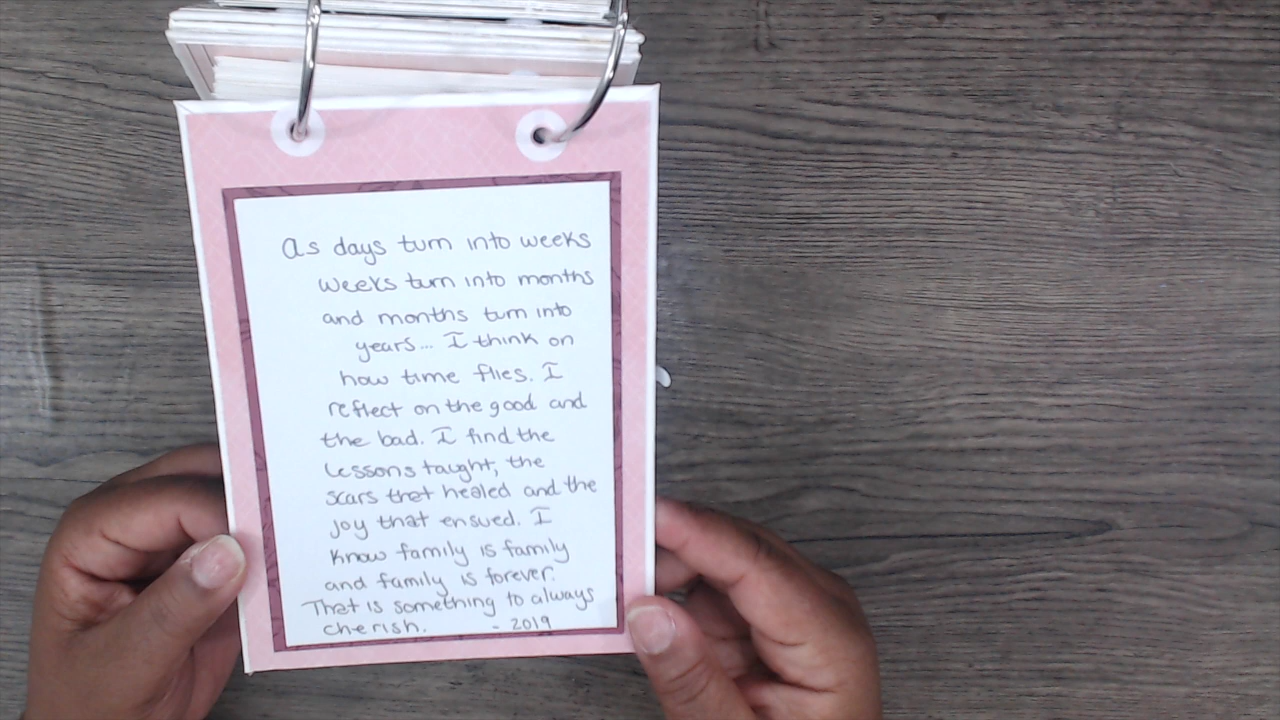 As days turn into weeks
weeks turn into months
and months turn into
years... I think on
how time flies. I
reflect on the good and
the bad. I find the
lessons taught, the
scars that healed and the
joy that ensued. I
know family is family
and family is forever.
That is something to always
cherish. - 2019